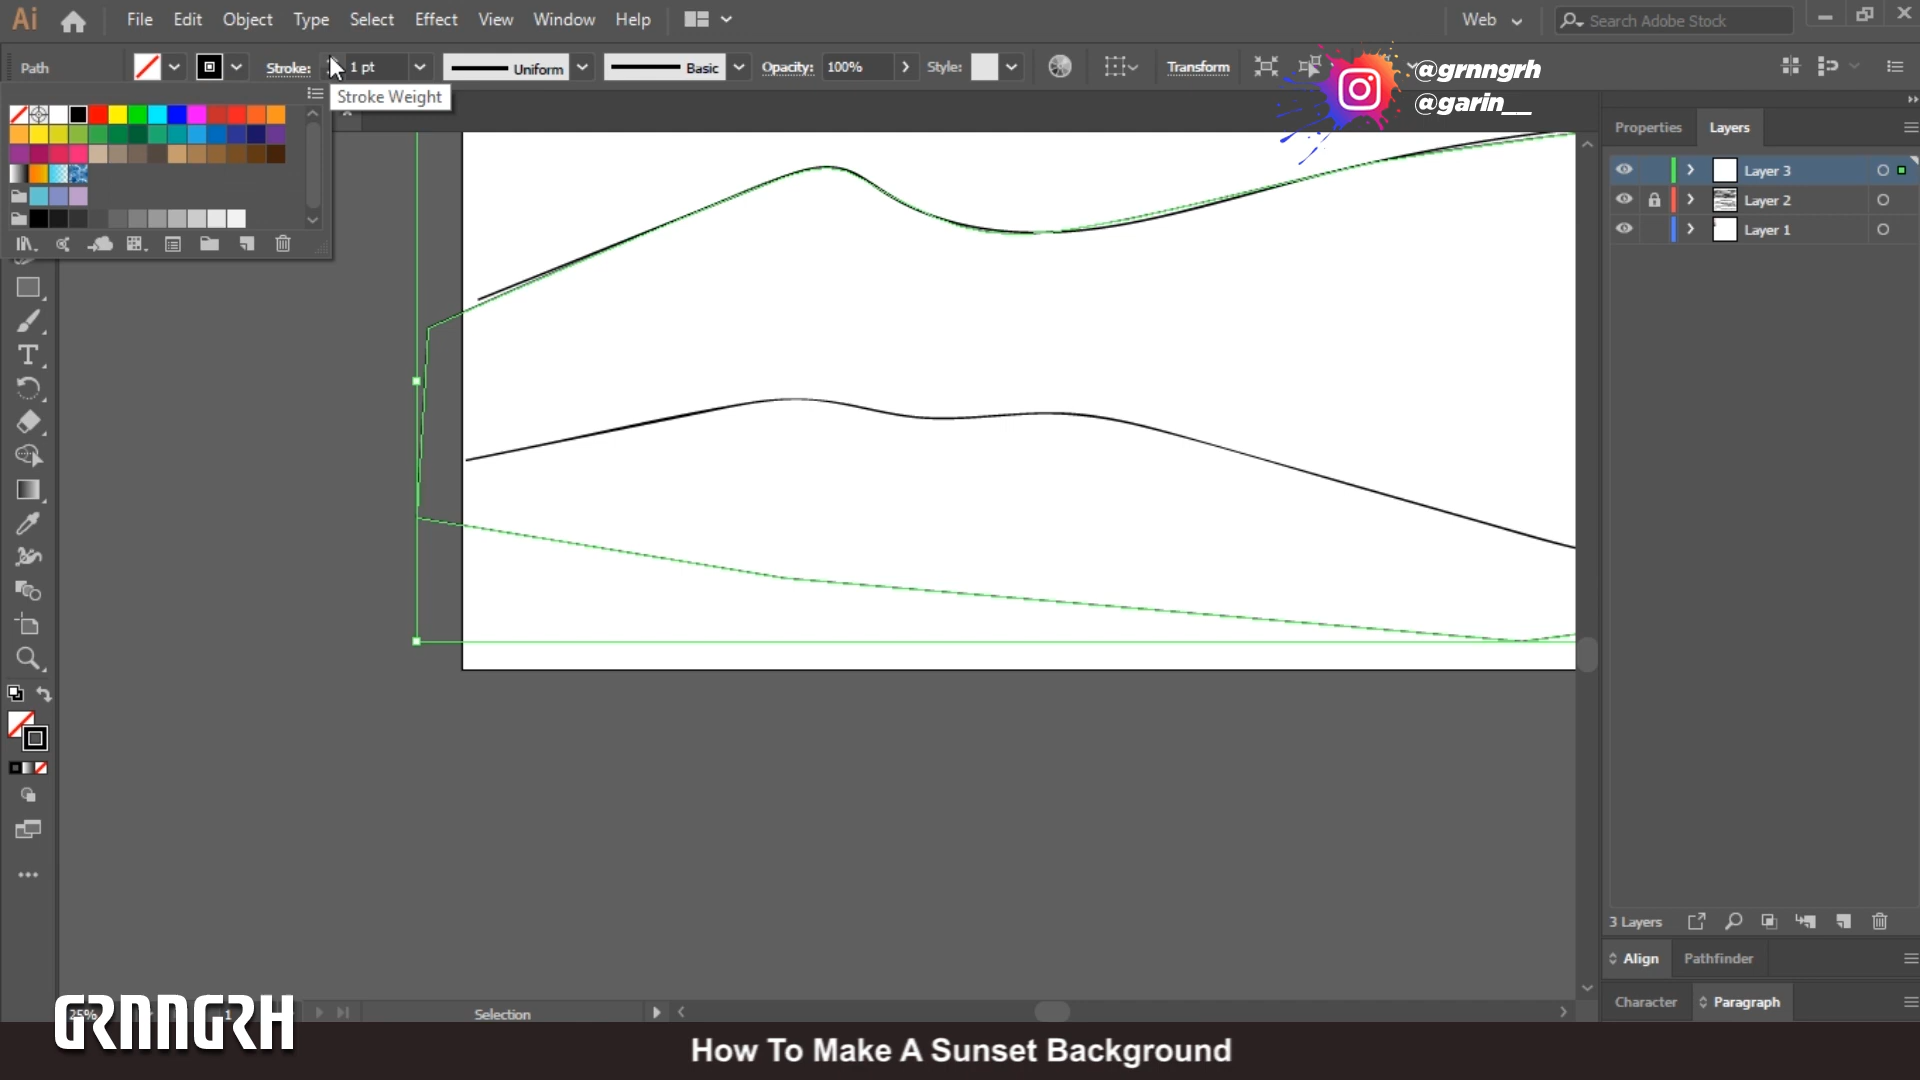 Ai File Edit Object Type Select Effect View Window Help Web Search Adobe Stock
Path Stroke: 1 pt Uniform Basic Opacity: 100% Style: Transform
@grnngrh
@garin__
Stroke Weight
Properties Layers
Layer 3
Layer 2
Layer 1
3 Layers
Align Pathfinder
Character Paragraph
25% 1 Selection
GRNNGRH
How To Make A Sunset Background